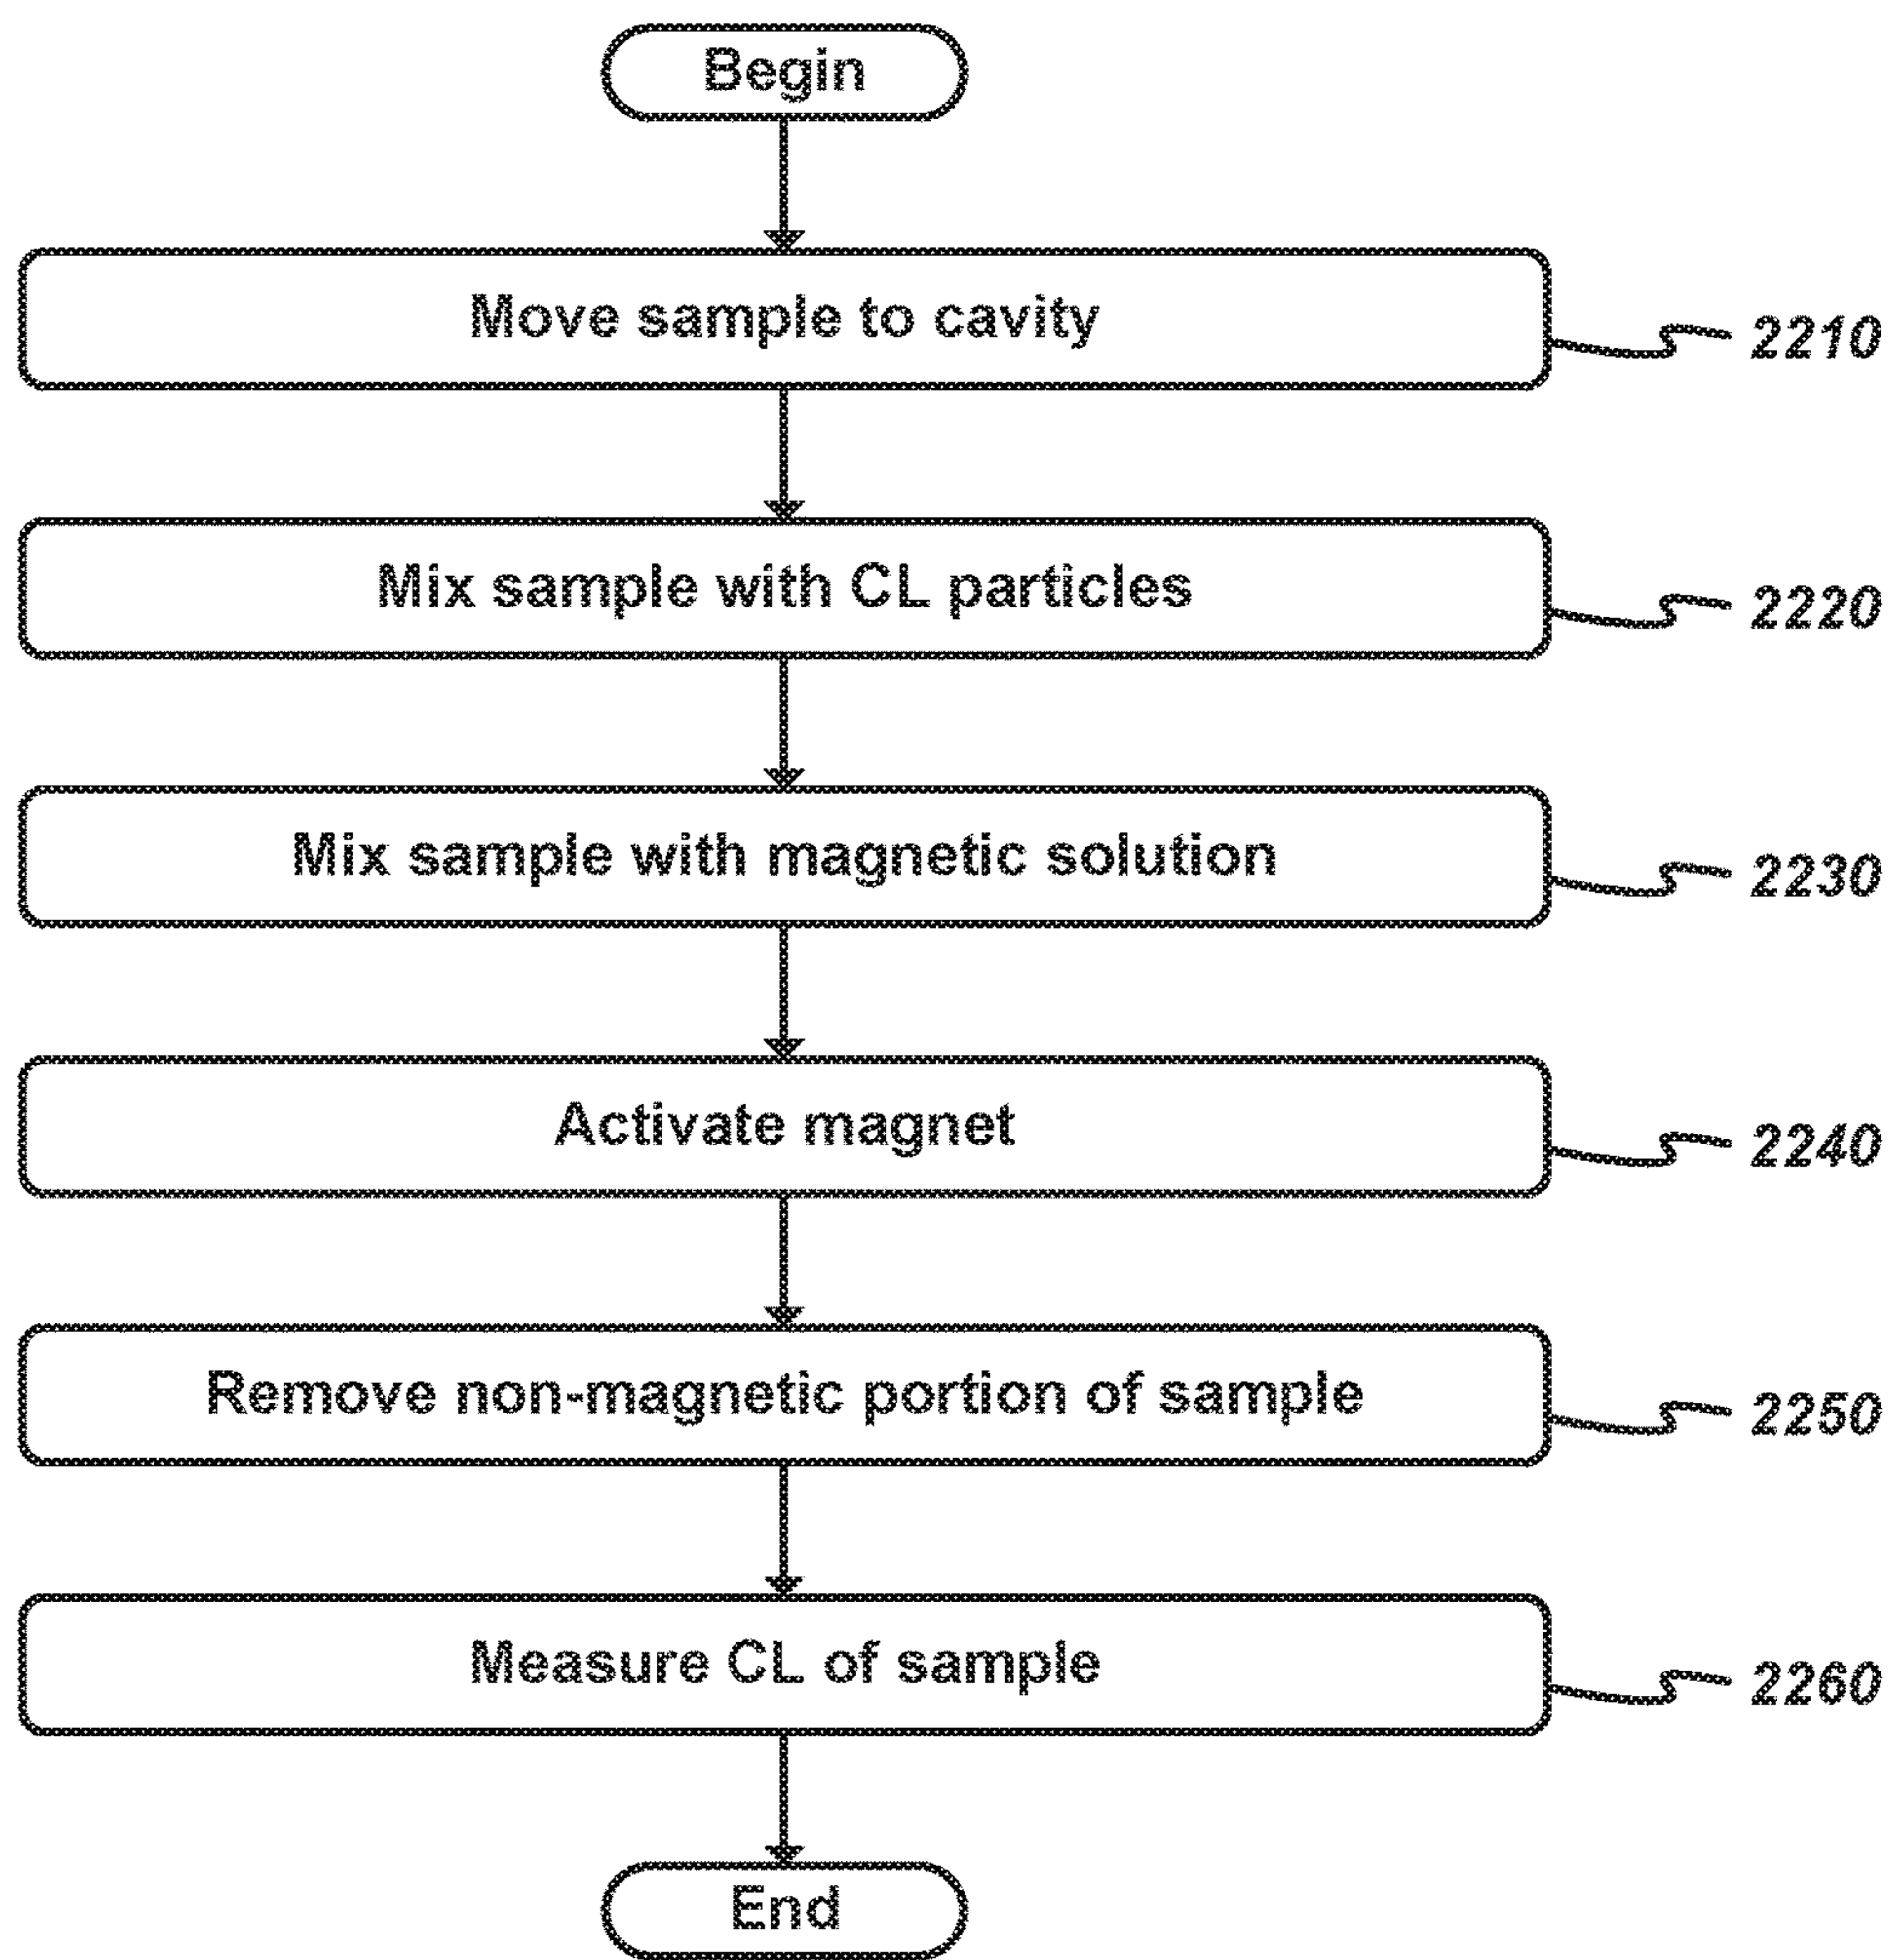 Begin
Move sample to cavity
2210
Mix sample with CL particles
2220
Mix sample with magnetic solution
2230
Activate magnet
2240
Remove non-magnetic portion of sample
2250
Measure CL of sample
2260
End